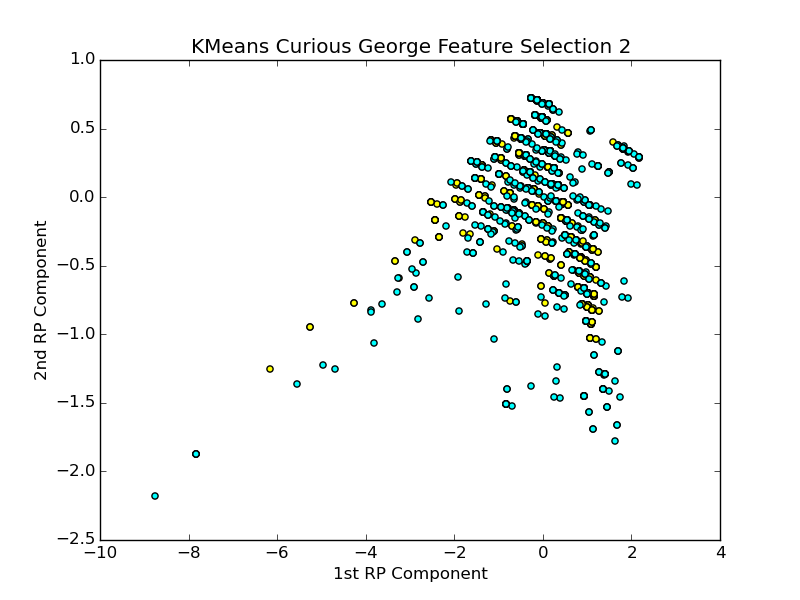 KMeans Curious George Feature Selection 2
1.0
0.5
0.0
−0.5
−1.0
−1.5
−2.0
−2.5
2nd RP Component
−10 −8 −6 −4 −2 0 2 4
1st RP Component